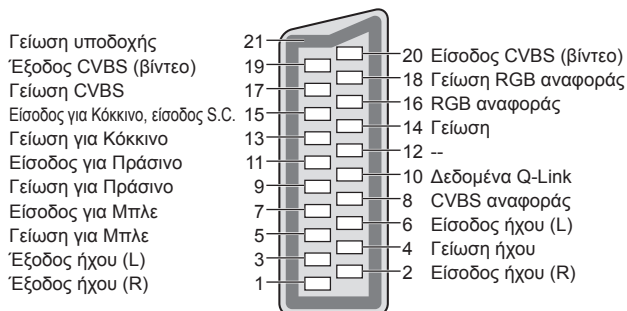 Γείωση υποδοχής 21
Έξοδος CVBS (βίντεο) 19
Γείωση CVBS 17
Είσοδος για Κόκκινο, είσοδος S.C. 15
Γείωση για Κόκκινο 13
Είσοδος για Πράσινο 11
Γείωση για Πράσινο 9
Είσοδος για Μπλε 7
Γείωση για Μπλε 5
Έξοδος ήχου (L) 3
Έξοδος ήχου (R) 1
20 Είσοδος CVBS (βίντεο)
18 Γείωση RGB αναφοράς
16 RGB αναφοράς
14 Γείωση
12 --
10 Δεδομένα Q-Link
8 CVBS αναφοράς
6 Είσοδος ήχου (L)
4 Γείωση ήχου
2 Είσοδος ήχου (R)